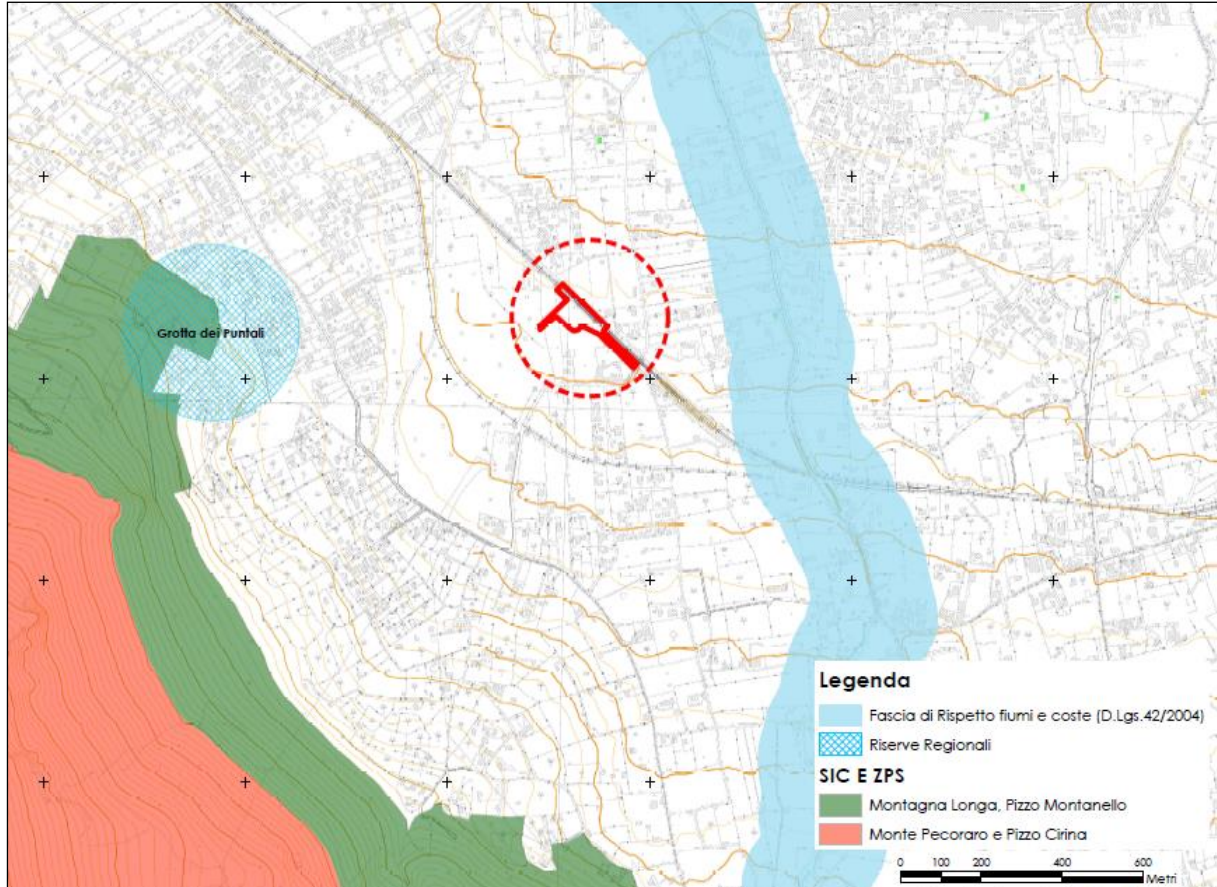 Grotta dei Puntali
Legenda
Fascia di Rispetto fiumi e coste (D.Lgs.42/2004)
Riserve Regionali
SIC E ZPS
Montagna Longa, Pizzo Montanello
Monte Pecoraro e Pizzo Cirina
0 100 200 400 600
Metri